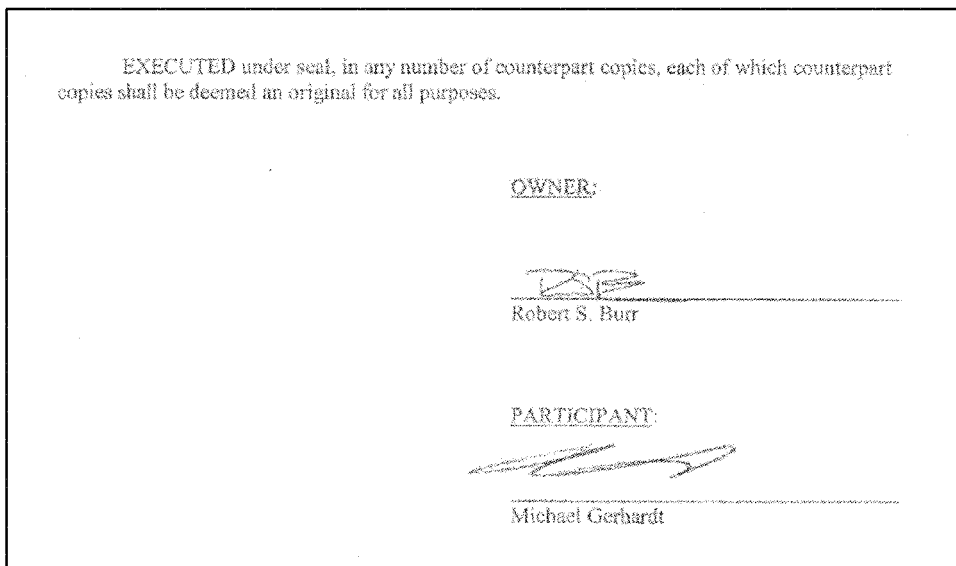 EXECUTED under seal, in any number of counterpart copies, each of which counterpart
copies shall be deemed an original for all purposes.
OWNER:
Robert S. Burr
PARTICIPANT:
Michael Gerhardt